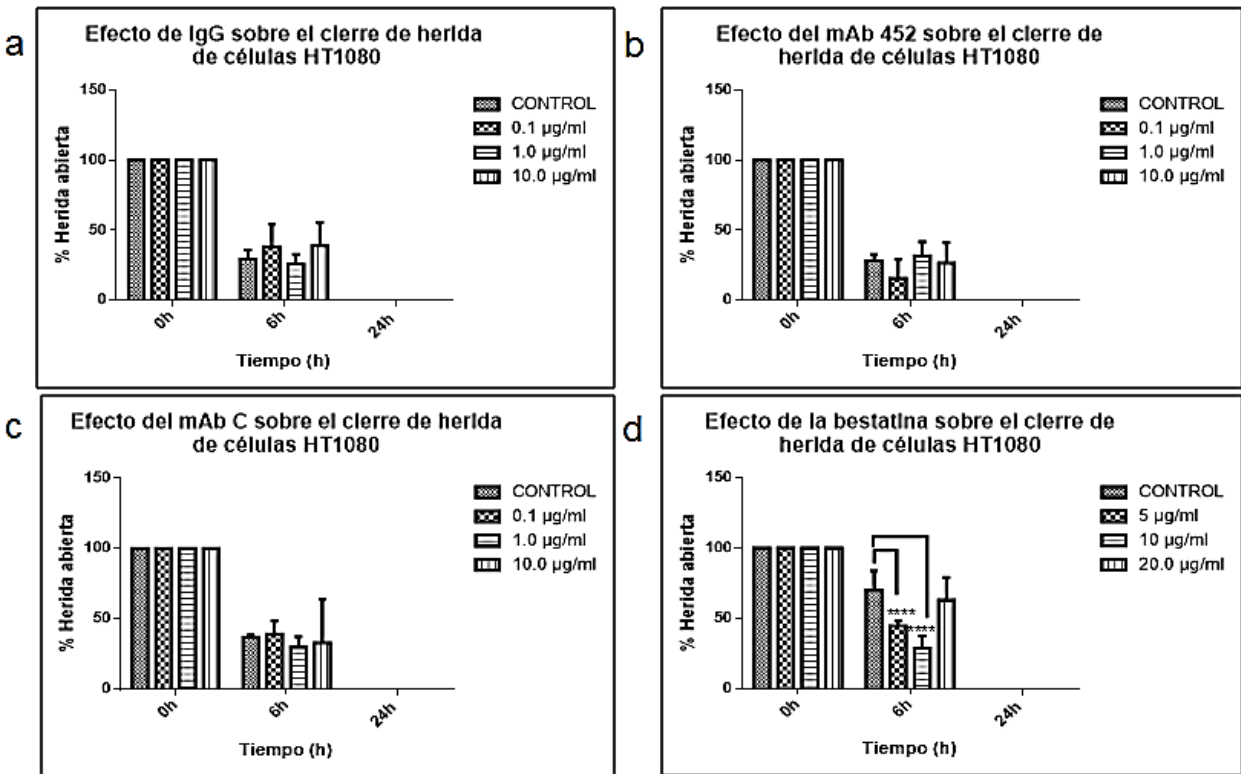 a
Efecto de IgG sobre el cierre de herida
de células HT1080
150
100
50
0
% Herida abierta
0h
6h
24h
Tiempo (h)
CONTROL
0.1 µg/ml
1.0 µg/ml
10.0 µg/ml
b
Efecto del mAb 452 sobre el cierre de
herida de células HT1080
150
100
50
0
% Herida abierta
0h
6h
24h
Tiempo (h)
CONTROL
0.1 µg/ml
1.0 µg/ml
10.0 µg/ml
c
Efecto del mAb C sobre el cierre de herida
de células HT1080
150
100
50
0
% Herida abierta
0h
6h
24h
Tiempo (h)
CONTROL
0.1 µg/ml
1.0 µg/ml
10.0 µg/ml
d
Efecto de la bestatina sobre el cierre de
herida de células HT1080
150
100
50
0
% Herida abierta
****
****
0h
6h
24h
Tiempo (h)
CONTROL
5 µg/ml
10 µg/ml
20.0 µg/ml